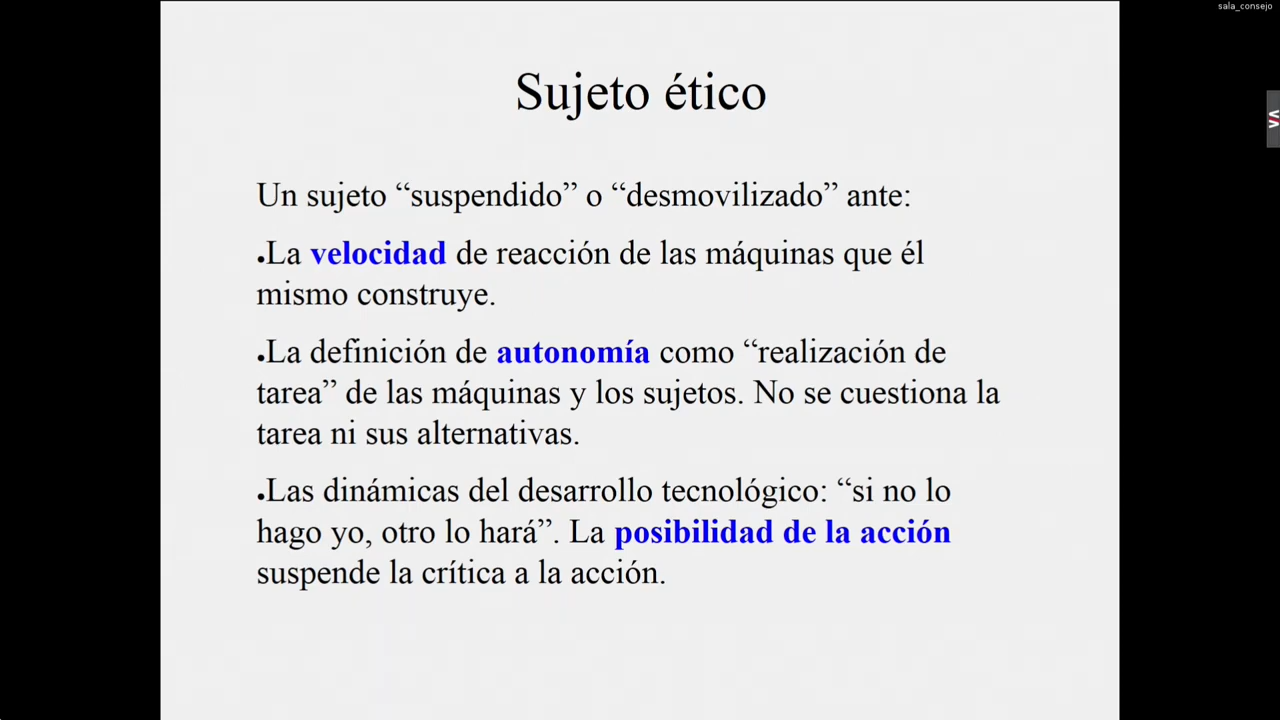 sala_consejo
Sujeto ético
Un sujeto “suspendido” o “desmovilizado” ante:
●La velocidad de reacción de las máquinas que él
mismo construye.
●La definición de autonomía como “realización de
tarea” de las máquinas y los sujetos. No se cuestiona la
tarea ni sus alternativas.
●Las dinámicas del desarrollo tecnológico: “si no lo
hago yo, otro lo hará”. La posibilidad de la acción
suspende la crítica a la acción.